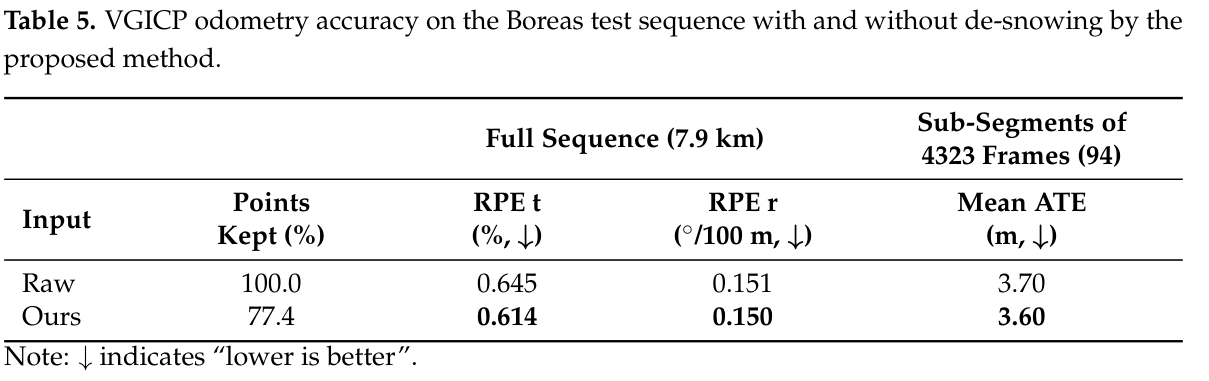 Table 5. VGICP odometry accuracy on the Boreas test sequence with and without de-snowing by the
proposed method.
Full Sequence (7.9 km)
Sub-Segments of
4323 Frames (94)
Input
Points
Kept (%)
RPE t
(%, ↓)
RPE r
(°/100 m, ↓)
Mean ATE
(m, ↓)
Raw 100.0 0.645 0.151 3.70
Ours 77.4 0.614 0.150 3.60
Note: ↓ indicates “lower is better”.